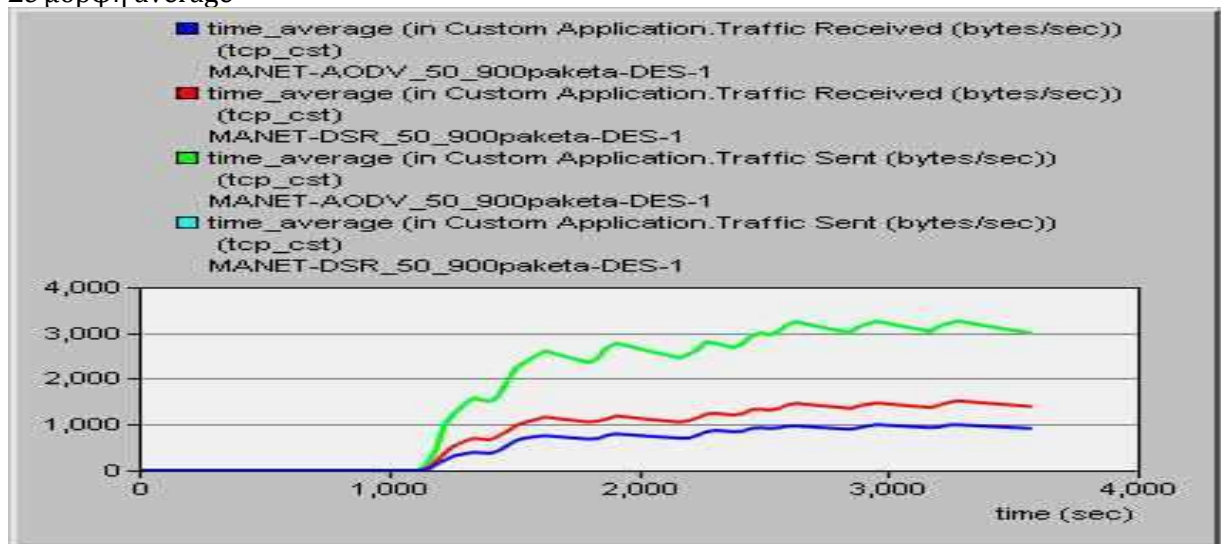 Σε μορφή average
time_average (in Custom Application.Traffic Received (bytes/sec))
(tcp_cst)
MANET-AODV_50_900paketa-DES-1
time_average (in Custom Application.Traffic Received (bytes/sec))
(tcp_cst)
MANET-DSR_50_900paketa-DES-1
time_average (in Custom Application.Traffic Sent (bytes/sec))
(tcp_cst)
MANET-AODV_50_900paketa-DES-1
time_average (in Custom Application.Traffic Sent (bytes/sec))
(tcp_cst)
MANET-DSR_50_900paketa-DES-1
4,000
3,000
2,000
1,000
0
0 1,000 2,000 3,000 4,000
time (sec)